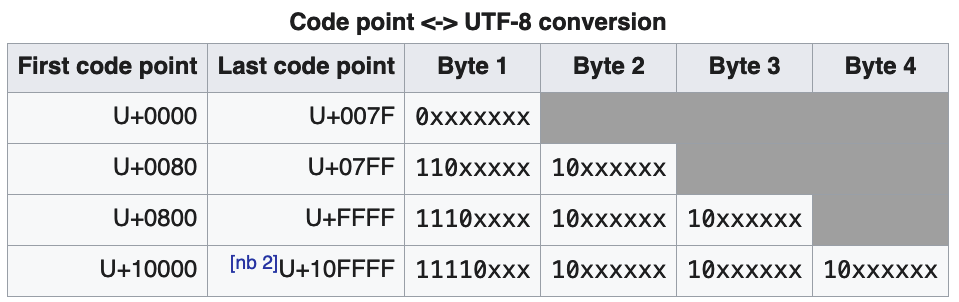 Code point <-> UTF-8 conversion
First code point Last code point Byte 1 Byte 2 Byte 3 Byte 4
U+0000 U+007F 0xxxxxxx
U+0080 U+07FF 110xxxxx 10xxxxxx
U+0800 U+FFFF 1110xxxx 10xxxxxx 10xxxxxx
U+10000 [nb 2]U+10FFFF 11110xxx 10xxxxxx 10xxxxxx 10xxxxxx